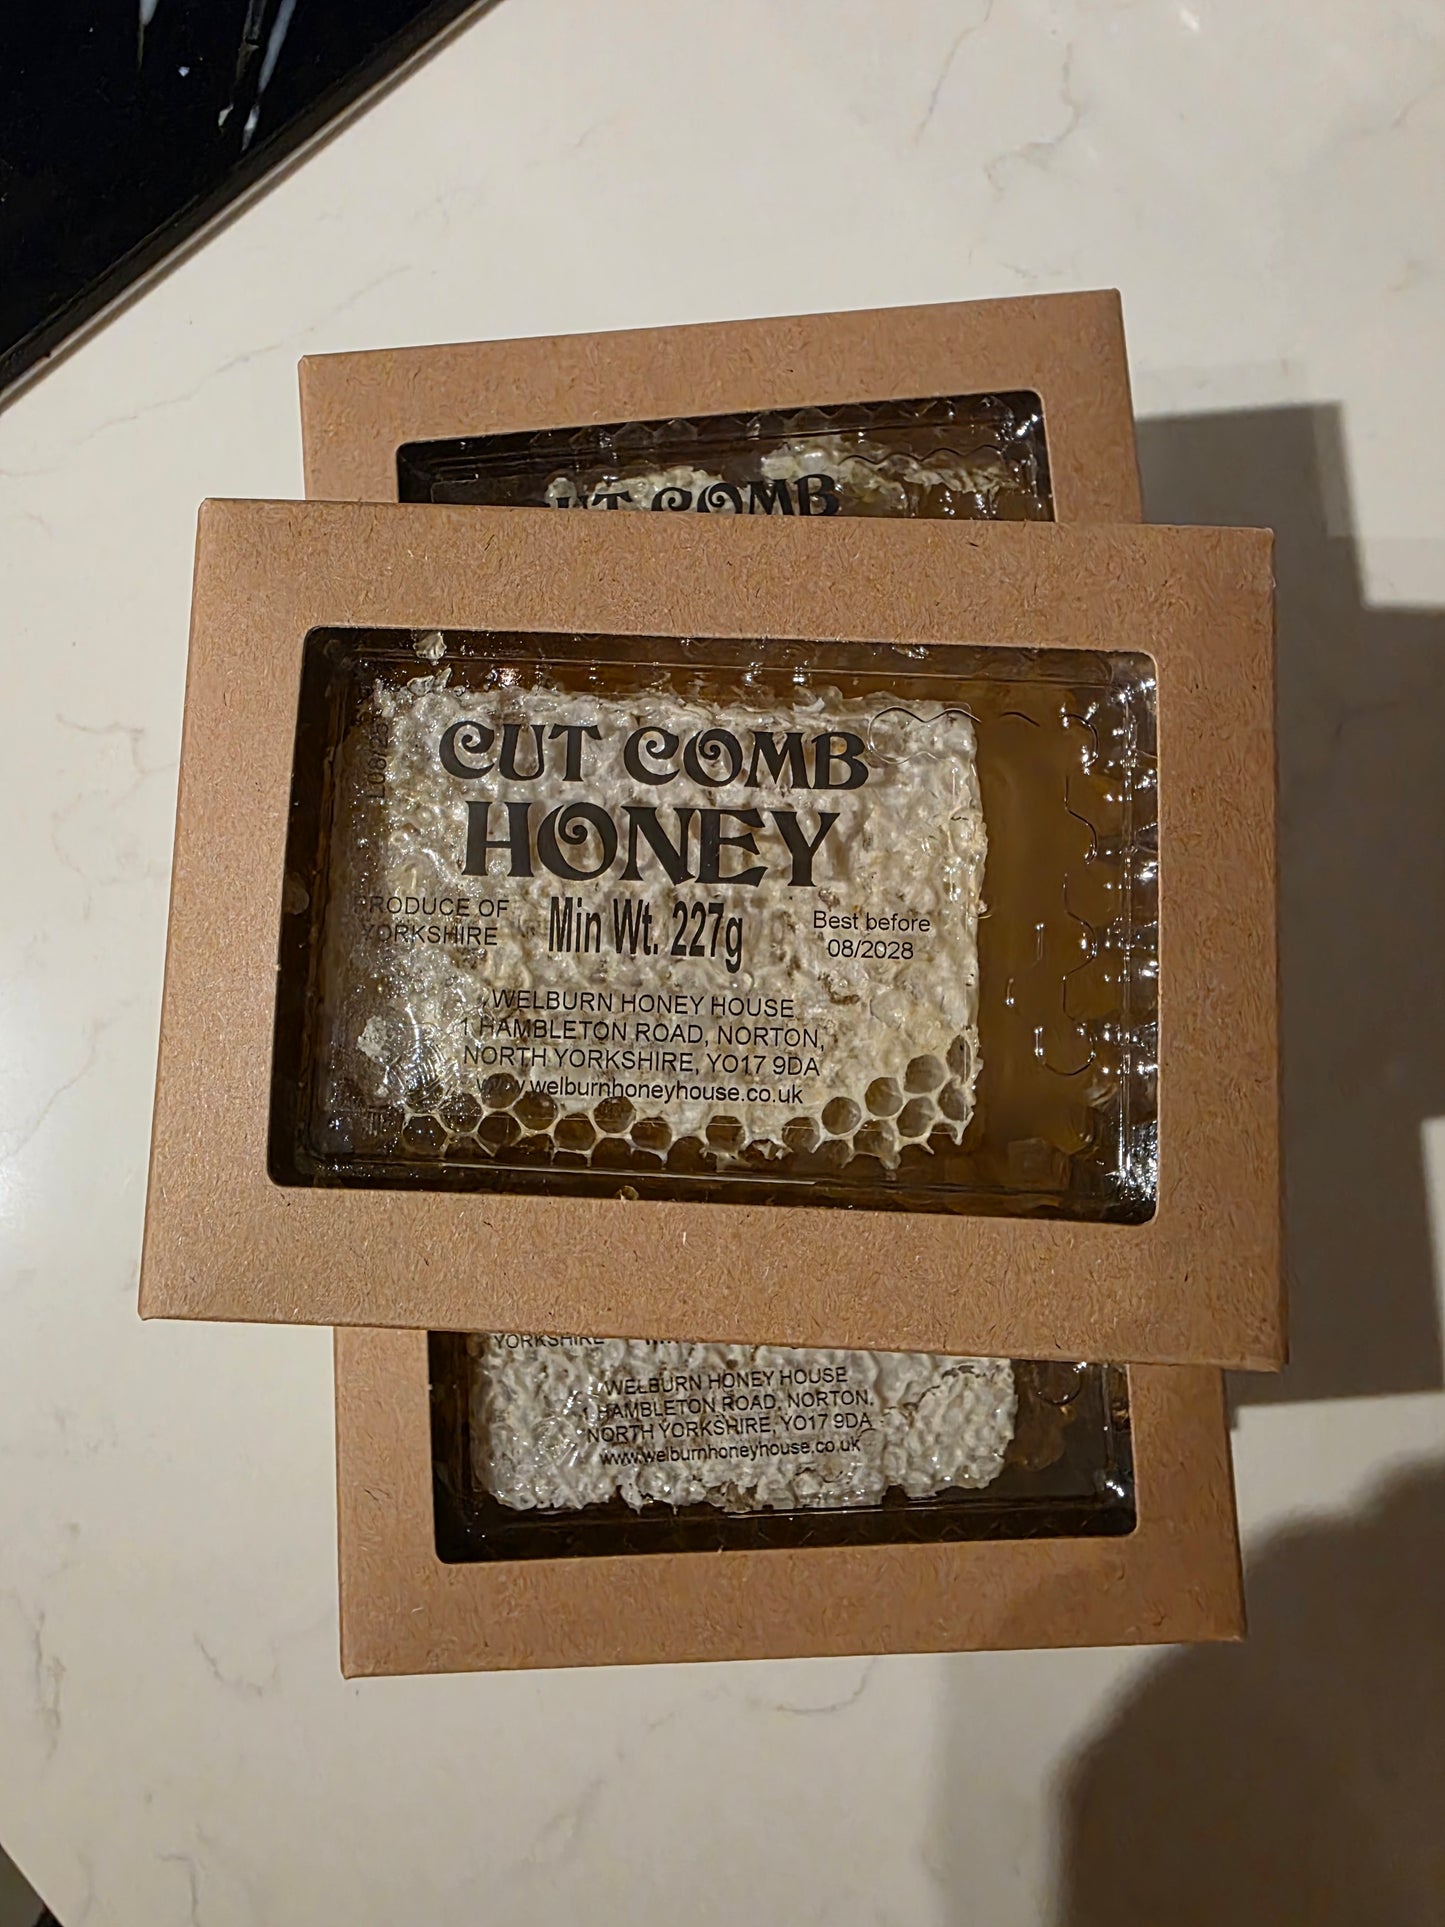 CUT COMB
CUT COMB
HONEY
PRODUCE OF
YORKSHIRE
Min Wt. 227g
Best before
08/2028
WELBURN HONEY HOUSE
1 HAMBLETON ROAD, NORTON,
NORTH YORKSHIRE, YO17 9DA
www.welburnhoneyhouse.co.uk
YORKSHIRE
WELBURN HONEY HOUSE
1 HAMBLETON ROAD, NORTON,
NORTH YORKSHIRE, YO17 9DA
www.welburnhoneyhouse.co.uk